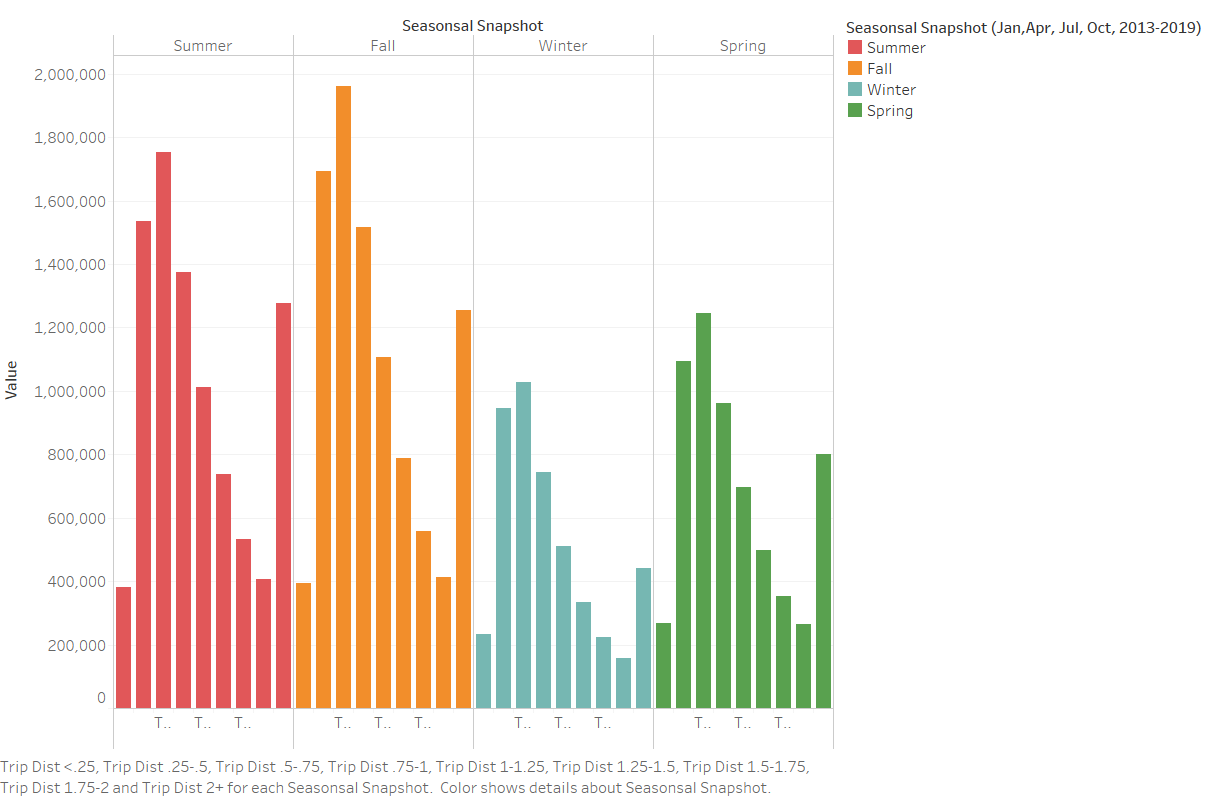 Seasonsal Snapshot
Summer Fall Winter Spring
2,000,000
1,800,000
1,600,000
1,400,000
1,200,000
1,000,000
800,000
600,000
400,000
200,000
0
Value
T.. T.. T.. T.. T.. T.. T.. T.. T.. T.. T.. T..
Seasonsal Snapshot (Jan,Apr, Jul, Oct, 2013-2019)
Summer
Fall
Winter
Spring
Trip Dist <.25, Trip Dist .25-.5, Trip Dist .5-.75, Trip Dist .75-1, Trip Dist 1-1.25, Trip Dist 1.25-1.5, Trip Dist 1.5-1.75,
Trip Dist 1.75-2 and Trip Dist 2+ for each Seasonsal Snapshot. Color shows details about Seasonsal Snapshot.